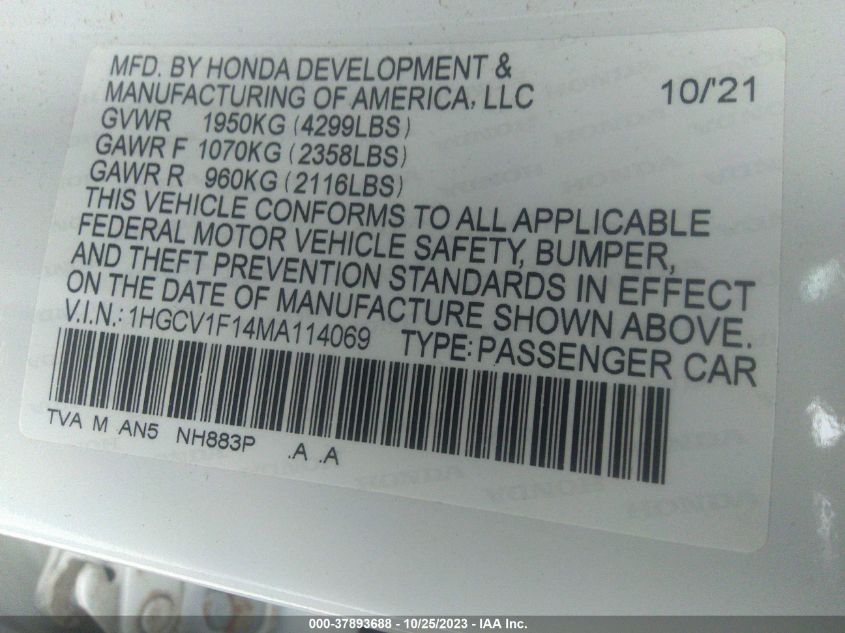 MFD. BY HONDA DEVELOPMENT &
MANUFACTURING OF AMERICA, LLC 10/'21
GVWR 1950KG (4299LBS)
GAWR F 1070KG (2358LBS)
GAWR R 960KG (2116LBS)
THIS VEHICLE CONFORMS TO ALL APPLICABLE
FEDERAL MOTOR VEHICLE SAFETY, BUMPER,
AND THEFT PREVENTION STANDARDS IN EFFECT
ON THE DATE OF MANUFACTURE SHOWN ABOVE.
V.I.N.: 1HGCV1F14MA114069 TYPE: PASSENGER CAR
TVA M AN5 NH883P .A .A
000-37893688 - 10/25/2023 - IAA Inc.